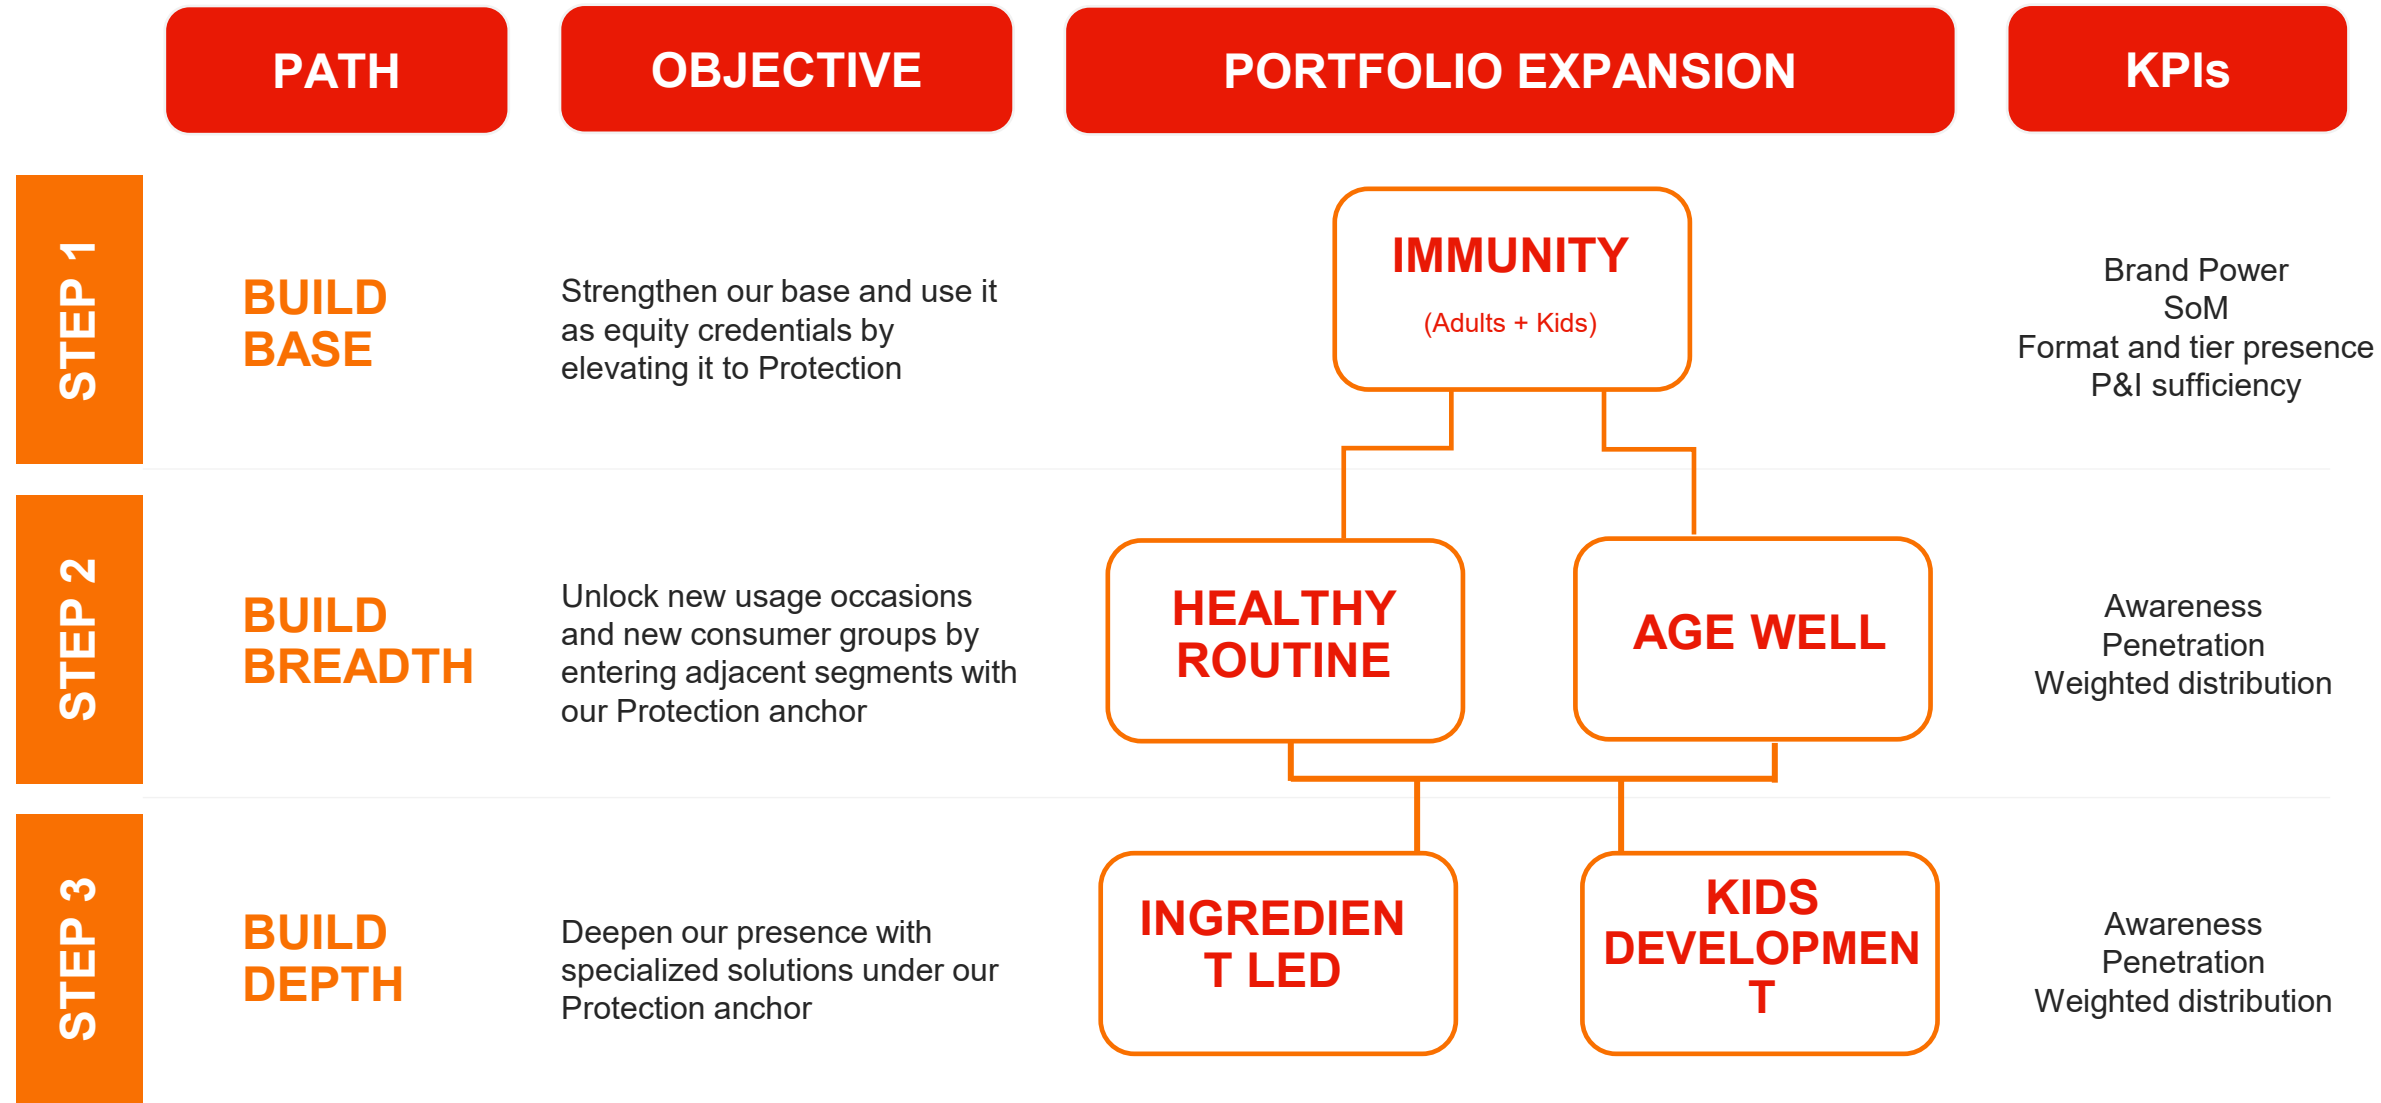 PATH
OBJECTIVE
PORTFOLIO EXPANSION
KPIs
STEP 1
BUILD
BASE
Strengthen our base and use it
as equity credentials by
elevating it to Protection
IMMUNITY
(Adults + Kids)
Brand Power
SoM
Format and tier presence
P&I sufficiency
STEP 2
BUILD
BREADTH
Unlock new usage occasions
and new consumer groups by
entering adjacent segments with
our Protection anchor
HEALTHY
ROUTINE
AGE WELL
Awareness
Penetration
Weighted distribution
STEP 3
BUILD
DEPTH
Deepen our presence with
specialized solutions under our
Protection anchor
INGREDIEN
T LED
KIDS
DEVELOPMEN
T
Awareness
Penetration
Weighted distribution